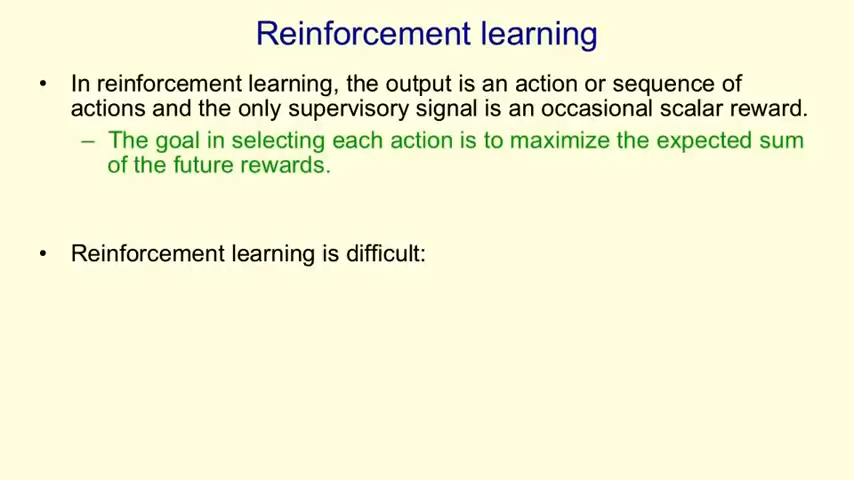 Reinforcement learning
• In reinforcement learning, the output is an action or sequence of
actions and the only supervisory signal is an occasional scalar reward.
– The goal in selecting each action is to maximize the expected sum
of the future rewards.
• Reinforcement learning is difficult: